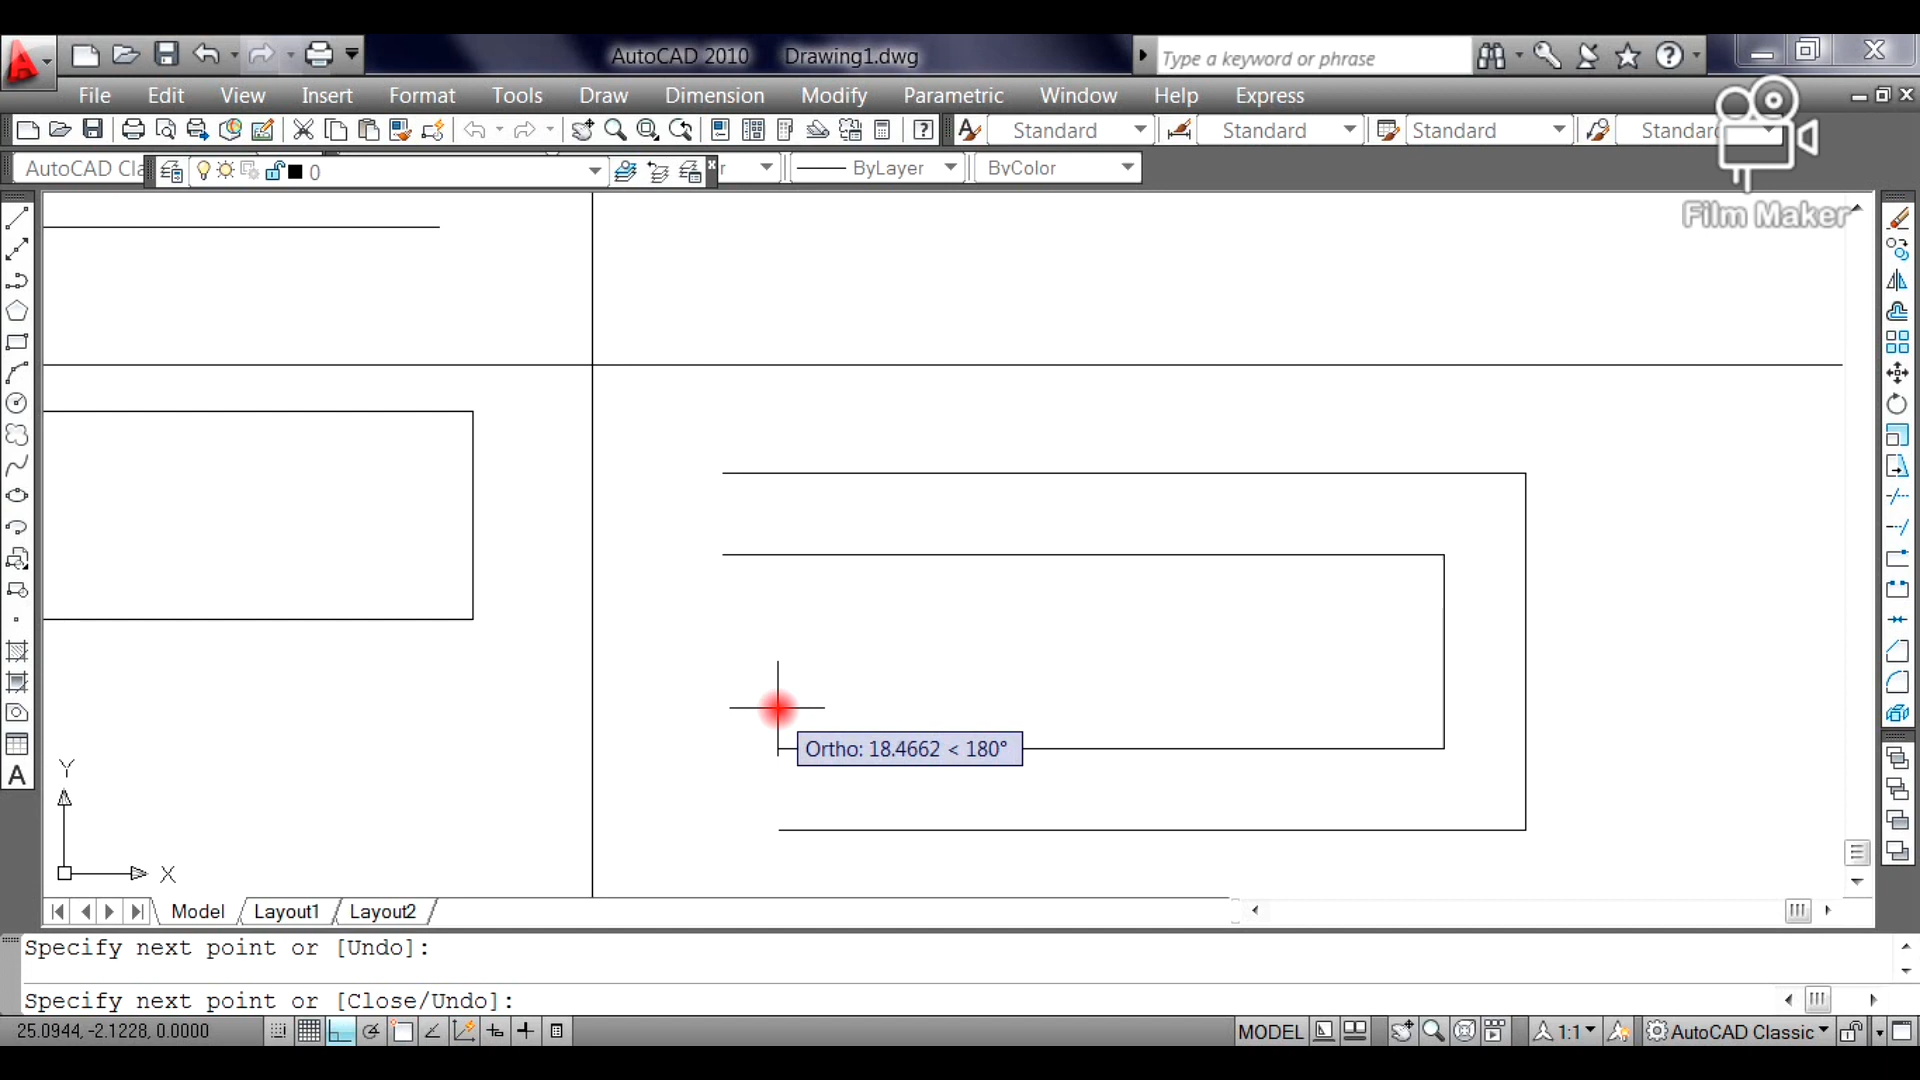 AutoCAD 2010 Drawing1.dwg Type a keyword or phrase
File Edit View Insert Format Tools Draw Dimension Modify Parametric Window Help Express
Standard Standard Standard Standard
AutoCAD Cla 0 r ByLayer ByColor
Film Maker
Ortho: 18.4662 < 180°
Y
X
A
Model Layout1 Layout2
Specify next point or [Undo]:
Specify next point or [Close/Undo]:
25.0944, -2.1228, 0.0000 MODEL 1:1 AutoCAD Classic